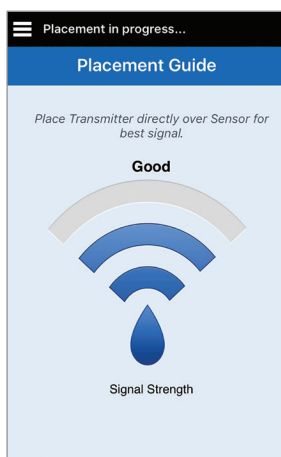 Placement in progress...
Placement Guide
Place Transmitter directly over Sensor for
best signal.
Good
Signal Strength